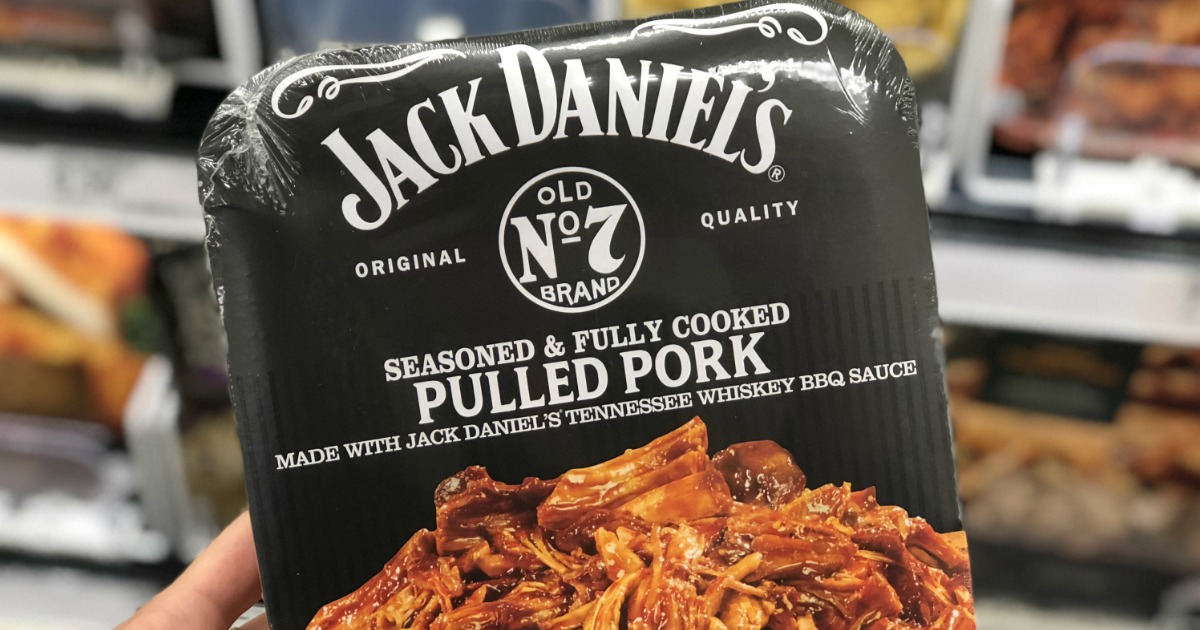 JACK DANIEL'S®
OLD
Nº7
BRAND
ORIGINAL QUALITY
SEASONED & FULLY COOKED
PULLED PORK
MADE WITH JACK DANIEL'S® TENNESSEE WHISKEY BBQ SAUCE